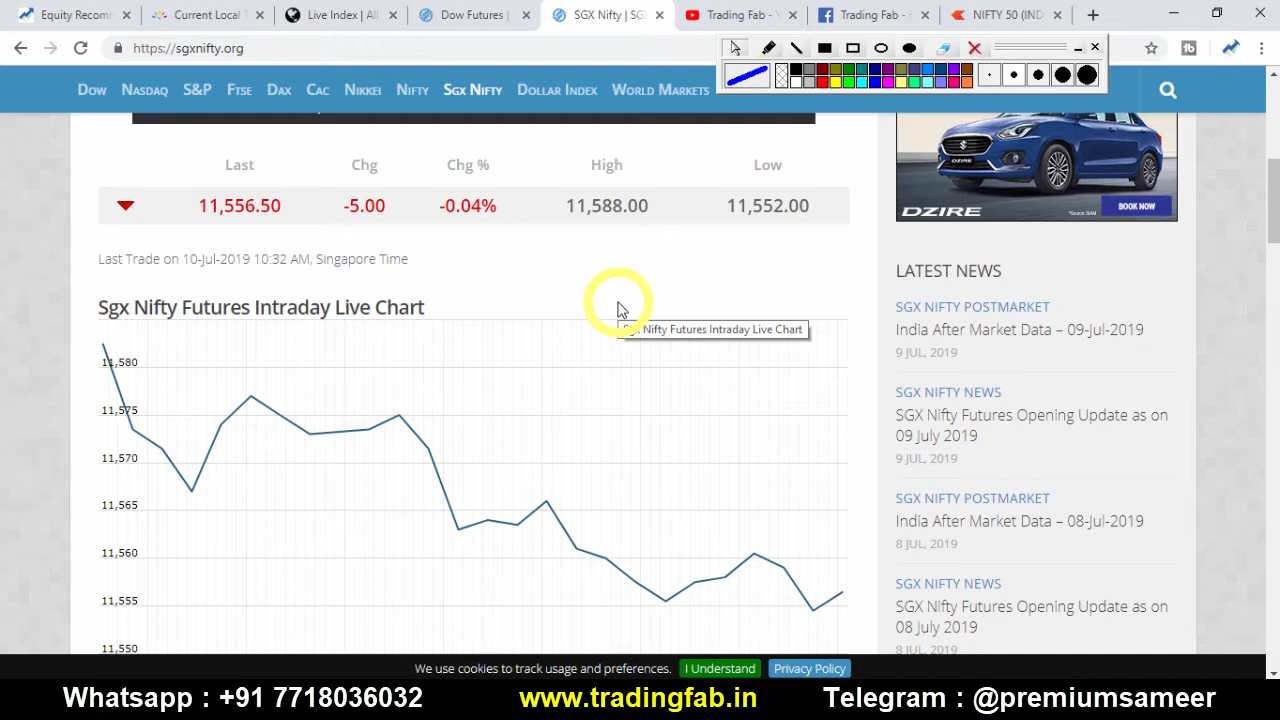 Equity Recom
Current Local T
Live Index | All
Dow Futures |
SGX Nifty | SG
Trading Fab - Y
Trading Fab - H
NIFTY 50 (IND
https://sgxnifty.org
Dow Nasdaq S&P Ftse Dax Cac Nikkei Nifty Sgx Nifty Dollar Index World Markets
Last Chg Chg % High Low
11,556.50 -5.00 -0.04% 11,588.00 11,552.00
Last Trade on 10-Jul-2019 10:32 AM, Singapore Time
Sgx Nifty Futures Intraday Live Chart
Sgx Nifty Futures Intraday Live Chart
11,580
11,575
11,570
11,565
11,560
11,555
11,550
DZIRE
*Source: SIAM
BOOK NOW
LATEST NEWS
SGX NIFTY POSTMARKET
India After Market Data – 09-Jul-2019
9 JUL, 2019
SGX NIFTY NEWS
SGX Nifty Futures Opening Update as on
09 July 2019
9 JUL, 2019
SGX NIFTY POSTMARKET
India After Market Data – 08-Jul-2019
8 JUL, 2019
SGX NIFTY NEWS
SGX Nifty Futures Opening Update as on
08 July 2019
8 JUL, 2019
We use cookies to track usage and preferences. I Understand Privacy Policy
Whatsapp : +91 7718036032 www.tradingfab.in Telegram : @premiumsameer